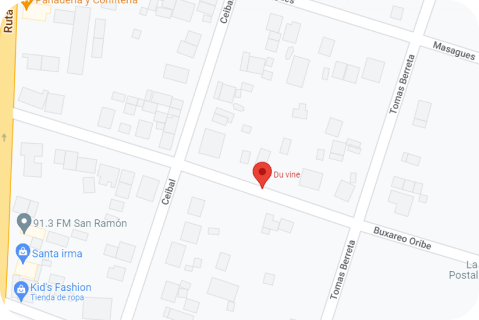 Panadería y Confitería
Ruta
Ceibal
Masagues
Tomas Berreta
Du vine
Ceibal
91.3 FM San Ramón
Buxareo Oribe
Santa irma
Tomas Berreta
La
Postal
Kid's Fashion
Tienda de ropa